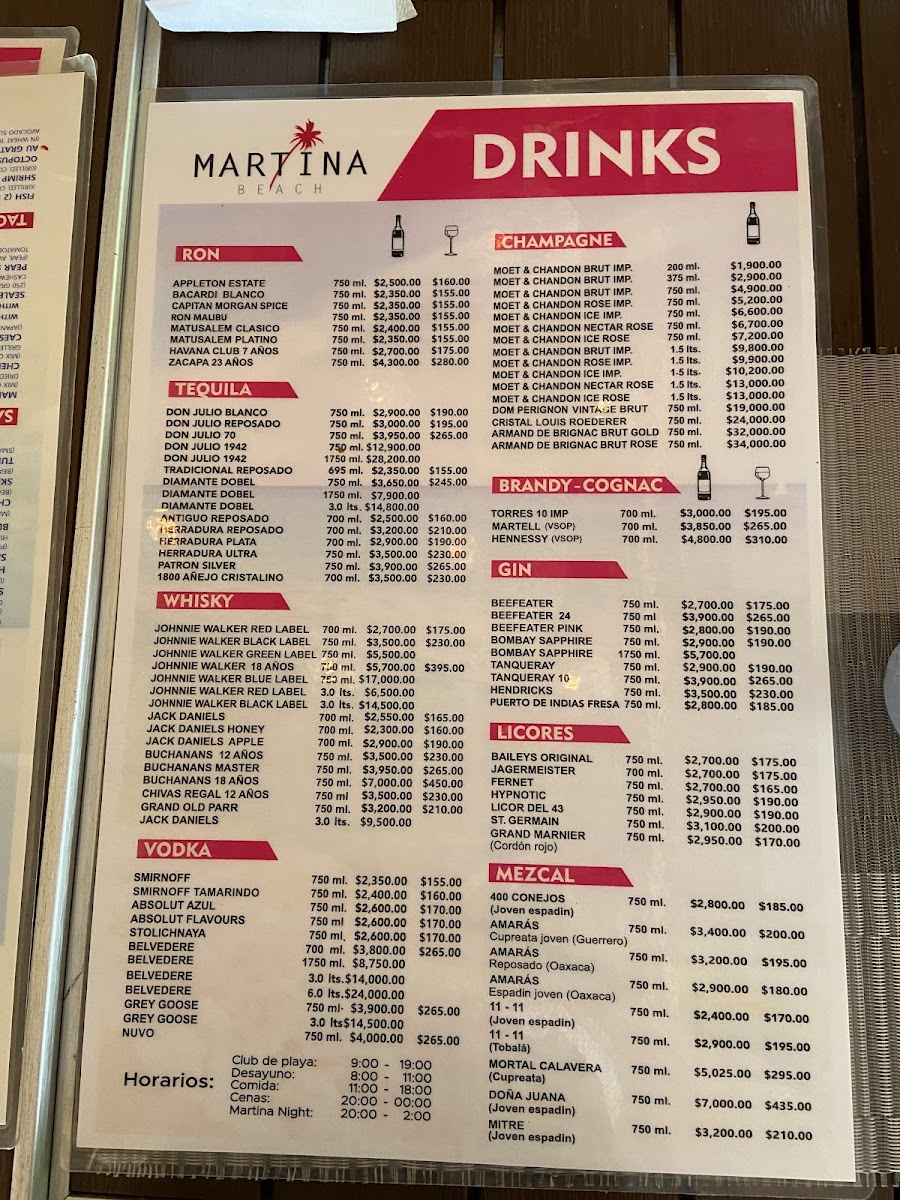 MARTINA
BEACH
DRINKS
RON
APPLETON ESTATE 750 ml. $2,500.00 $160.00
BACARDI BLANCO 750 ml. $2,350.00 $155.00
CAPITAN MORGAN SPICE 750 ml. $2,350.00 $155.00
RON MALIBU 750 ml. $2,350.00 $155.00
MATUSALEM CLASICO 750 ml. $2,400.00 $155.00
MATUSALEM PLATINO 750 ml. $2,350.00 $155.00
HAVANA CLUB 7 AÑOS 750 ml. $2,700.00 $175.00
ZACAPA 23 AÑOS 750 ml. $4,300.00 $280.00
TEQUILA
DON JULIO BLANCO 750 ml. $2,900.00 $190.00
DON JULIO REPOSADO 750 ml. $3,000.00 $195.00
DON JULIO 70 750 ml. $3,950.00 $265.00
DON JULIO 1942 750 ml. $12,900.00
DON JULIO 1942 1750 ml. $28,200.00
TRADICIONAL REPOSADO 695 ml. $2,350.00 $155.00
DIAMANTE DOBEL 750 ml. $3,650.00 $245.00
DIAMANTE DOBEL 1750 ml. $7,900.00
DIAMANTE DOBEL 3.0 lts. $14,800.00
ANTIGUO REPOSADO 700 ml. $2,500.00 $160.00
HERRADURA REPOSADO 700 ml. $3,200.00 $210.00
HERRADURA PLATA 700 ml. $2,900.00 $190.00
HERRADURA ULTRA 750 ml. $3,500.00 $230.00
PATRON SILVER 750 ml. $3,900.00 $265.00
1800 AÑEJO CRISTALINO 700 ml. $3,500.00 $230.00
WHISKY
JOHNNIE WALKER RED LABEL 700 ml. $2,700.00 $175.00
JOHNNIE WALKER BLACK LABEL 750 ml. $3,500.00 $230.00
JOHNNIE WALKER GREEN LABEL 750 ml. $5,500.00
JOHNNIE WALKER 18 AÑOS 750 ml. $5,700.00 $395.00
JOHNNIE WALKER BLUE LABEL 750 ml. $17,000.00
JOHNNIE WALKER RED LABEL 3.0 lts. $6,500.00
JOHNNIE WALKER BLACK LABEL 3.0 lts. $14,500.00
JACK DANIELS 700 ml. $2,550.00 $165.00
JACK DANIELS HONEY 700 ml. $2,300.00 $160.00
JACK DANIELS APPLE 700 ml. $2,900.00 $190.00
BUCHANANS 12 AÑOS 750 ml. $3,500.00 $230.00
BUCHANANS MASTER 750 ml. $3,950.00 $265.00
BUCHANANS 18 AÑOS 750 ml. $7,000.00 $450.00
CHIVAS REGAL 12 AÑOS 750 ml $3,500.00 $230.00
GRAND OLD PARR 750 ml. $3,200.00 $210.00
JACK DANIELS 3.0 lts. $9,500.00
VODKA
SMIRNOFF 750 ml. $2,350.00 $155.00
SMIRNOFF TAMARINDO 750 ml. $2,400.00 $160.00
ABSOLUT AZUL 750 ml. $2,600.00 $170.00
ABSOLUT FLAVOURS 750 ml $2,600.00 $170.00
STOLICHNAYA 750 ml. $2,600.00 $170.00
BELVEDERE 700 ml. $3,800.00 $265.00
BELVEDERE 1750 ml. $8,750.00
BELVEDERE 3.0 lts.$14,000.00
BELVEDERE 6.0 lts.$24,000.00
GREY GOOSE 750 ml. $3,900.00 $265.00
GREY GOOSE 3.0 lts$14,500.00
NUVO 750 ml. $4,000.00 $265.00
Horarios:
Club de playa: 9:00 - 19:00
Desayuno: 8:00 - 11:00
Comida: 11:00 - 18:00
Cenas: 20:00 - 00:00
Martina Night: 20:00 - 2:00
CHAMPAGNE
MOET & CHANDON BRUT IMP. 200 ml. $1,900.00
MOET & CHANDON BRUT IMP. 375 ml. $2,900.00
MOET & CHANDON BRUT IMP. 750 ml. $4,900.00
MOET & CHANDON ROSE IMP. 750 ml. $5,200.00
MOET & CHANDON ICE IMP. 750 ml. $6,600.00
MOET & CHANDON NECTAR ROSE 750 ml. $6,700.00
MOET & CHANDON ICE ROSE 750 ml. $7,200.00
MOET & CHANDON BRUT IMP. 1.5 lts. $9,800.00
MOET & CHANDON ROSE IMP. 1.5 lts. $9,900.00
MOET & CHANDON ICE IMP. 1.5 lts. $10,200.00
MOET & CHANDON NECTAR ROSE 1.5 lts. $13,000.00
MOET & CHANDON ICE ROSE 1.5 lts. $13,000.00
DOM PERIGNON VINTAGE BRUT 750 ml. $19,000.00
CRISTAL LOUIS ROEDERER 750 ml. $24,000.00
ARMAND DE BRIGNAC BRUT GOLD 750 ml. $32,000.00
ARMAND DE BRIGNAC BRUT ROSE 750 ml. $34,000.00
BRANDY-COGNAC
TORRES 10 IMP 700 ml. $3,000.00 $195.00
MARTELL (VSOP) 700 ml. $3,850.00 $265.00
HENNESSY (VSOP) 700 ml. $4,800.00 $310.00
GIN
BEEFEATER 750 ml. $2,700.00 $175.00
BEEFEATER 24 750 ml $3,900.00 $265.00
BEEFEATER PINK 750 ml. $2,800.00 $190.00
BOMBAY SAPPHIRE 750 ml. $2,900.00 $190.00
BOMBAY SAPPHIRE 1750 ml. $5,700.00
TANQUERAY 750 ml. $2,900.00 $190.00
TANQUERAY 10 750 ml. $3,900.00 $265.00
HENDRICKS 750 ml. $3,500.00 $230.00
PUERTO DE INDIAS FRESA 750 ml. $2,800.00 $185.00
LICORES
BAILEYS ORIGINAL 750 ml. $2,700.00 $175.00
JAGERMEISTER 700 ml. $2,700.00 $175.00
FERNET 750 ml. $2,700.00 $165.00
HYPNOTIC 750 ml. $2,950.00 $190.00
LICOR DEL 43 750 ml. $2,900.00 $190.00
ST. GERMAIN 750 ml. $3,100.00 $200.00
GRAND MARNIER 750 ml. $2,950.00 $170.00
(Cordón rojo)
MEZCAL
400 CONEJOS 750 ml. $2,800.00 $185.00
(Joven espadin)
AMARÁS 750 ml. $3,400.00 $200.00
Cupreata joven (Guerrero)
AMARÁS 750 ml. $3,200.00 $195.00
Reposado (Oaxaca)
AMARÁS 750 ml. $2,900.00 $180.00
Espadin joven (Oaxaca)
11 - 11 750 ml. $2,400.00 $170.00
(Joven espadin)
11 - 11 750 ml. $2,900.00 $195.00
(Tobalá)
MORTAL CALAVERA 750 ml. $5,025.00 $295.00
(Cupreata)
DOÑA JUANA 750 ml. $7,000.00 $435.00
(Joven espadin)
MITRE 750 ml. $3,200.00 $210.00
(Joven espadin)